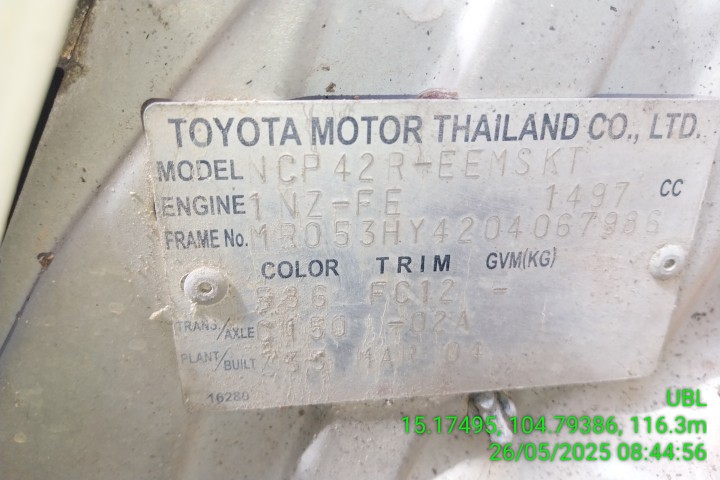 TOYOTA MOTOR THAILAND CO., LTD.
MODEL NCP42R-EEMSKT
ENGINE 1NZ-FE 1497 CC
FRAME No. MR053HY4204067986
COLOR TRIM GVM(KG)
FC12 -
TRANS./AXLE -02A
PLANT/BUILT MAR
16280
UBL
15.17495, 104.79386, 116.3m
26/05/2025 08:44:56